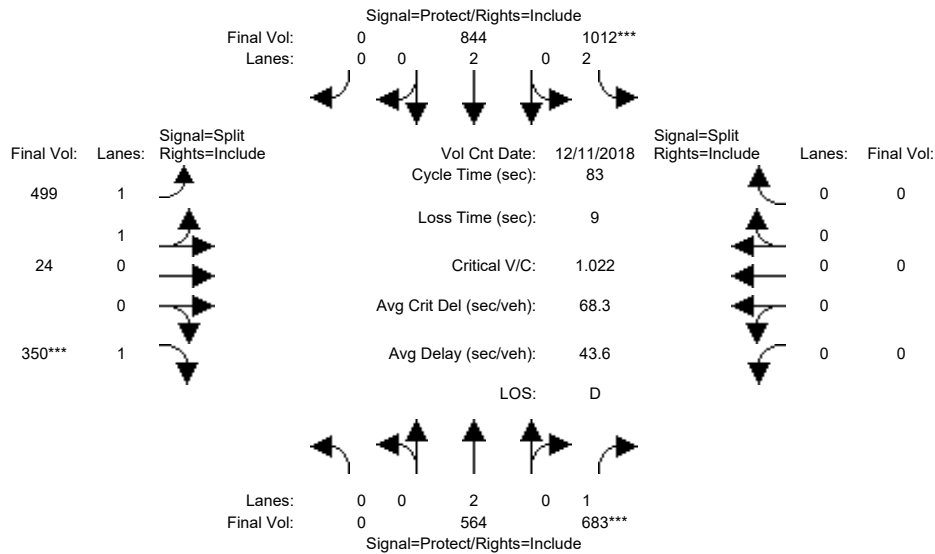 Signal=Protect/Rights=Include
Final Vol: 0 844 1012***
Lanes: 0 0 2 0 2
Signal=Split
Final Vol: Lanes: Rights=Include
Vol Cnt Date: 12/11/2018
Signal=Split
Rights=Include Lanes: Final Vol:
Cycle Time (sec): 83
499 1
0 0
Loss Time (sec): 9
1
0
24 0
Critical V/C: 1.022
0 0
0
Avg Crit Del (sec/veh): 68.3
0
350*** 1
Avg Delay (sec/veh): 43.6
0 0
LOS: D
Lanes: 0 0 2 0 1
Final Vol: 0 564 683***
Signal=Protect/Rights=Include